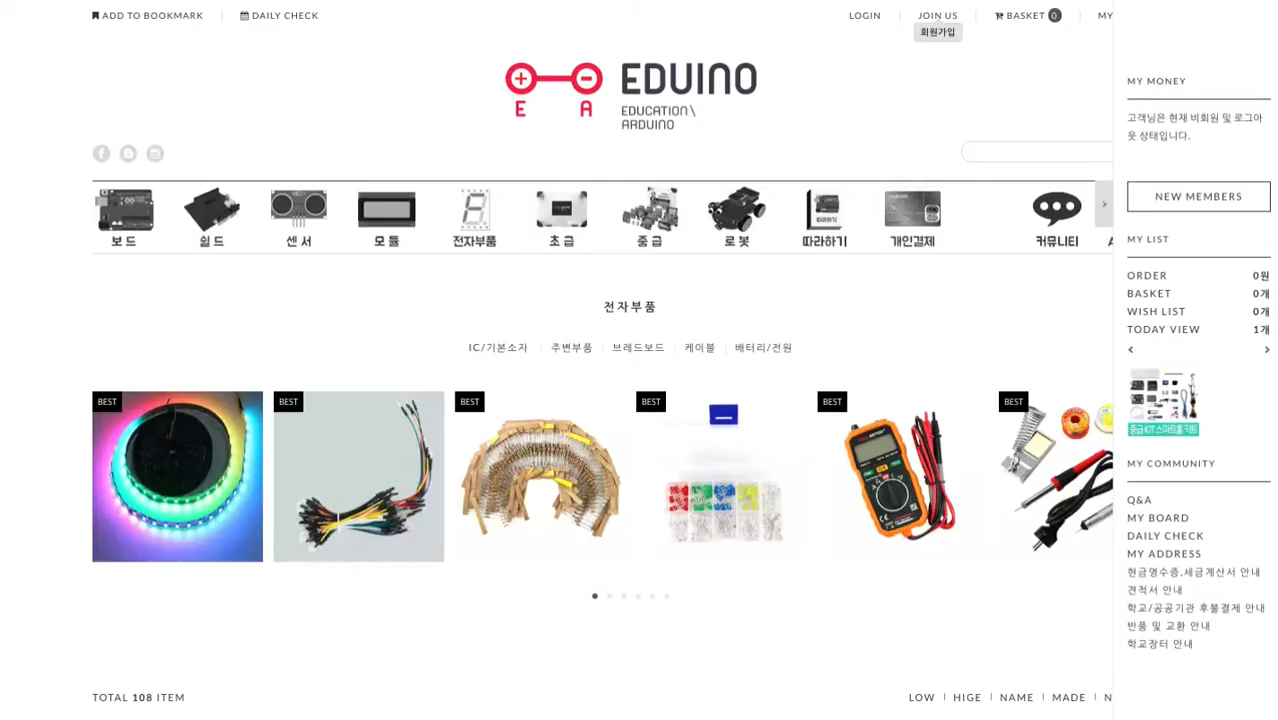 ADD TO BOOKMARK
DAILY CHECK
LOGIN
JOIN US
BASKET 0
MY
회원가입
EDUINO
E A
EDUCATION \
ARDUINO
보드
쉴드
센서
모듈
전자부품
초급
중급
로봇
따라하기
개인결제
커뮤니티
전자부품
IC/기본소자
주변부품
브레드보드
케이블
배터리/전원
BEST
BEST
BEST
BEST
BEST
BEST
TOTAL 108 ITEM
LOW
HIGE
NAME
MADE
N
MY MONEY
고객님은 현재 비회원 및 로그아
웃 상태입니다.
NEW MEMBERS
MY LIST
ORDER 0원
BASKET 0개
WISH LIST 0개
TODAY VIEW 1개
중급 IOT 스마트홈 키트
MY COMMUNITY
Q&A
MY BOARD
DAILY CHECK
MY ADDRESS
현금영수증,세금계산서 안내
견적서 안내
학교/공공기관 후불결제 안내
반품 및 교환 안내
학교장터 안내